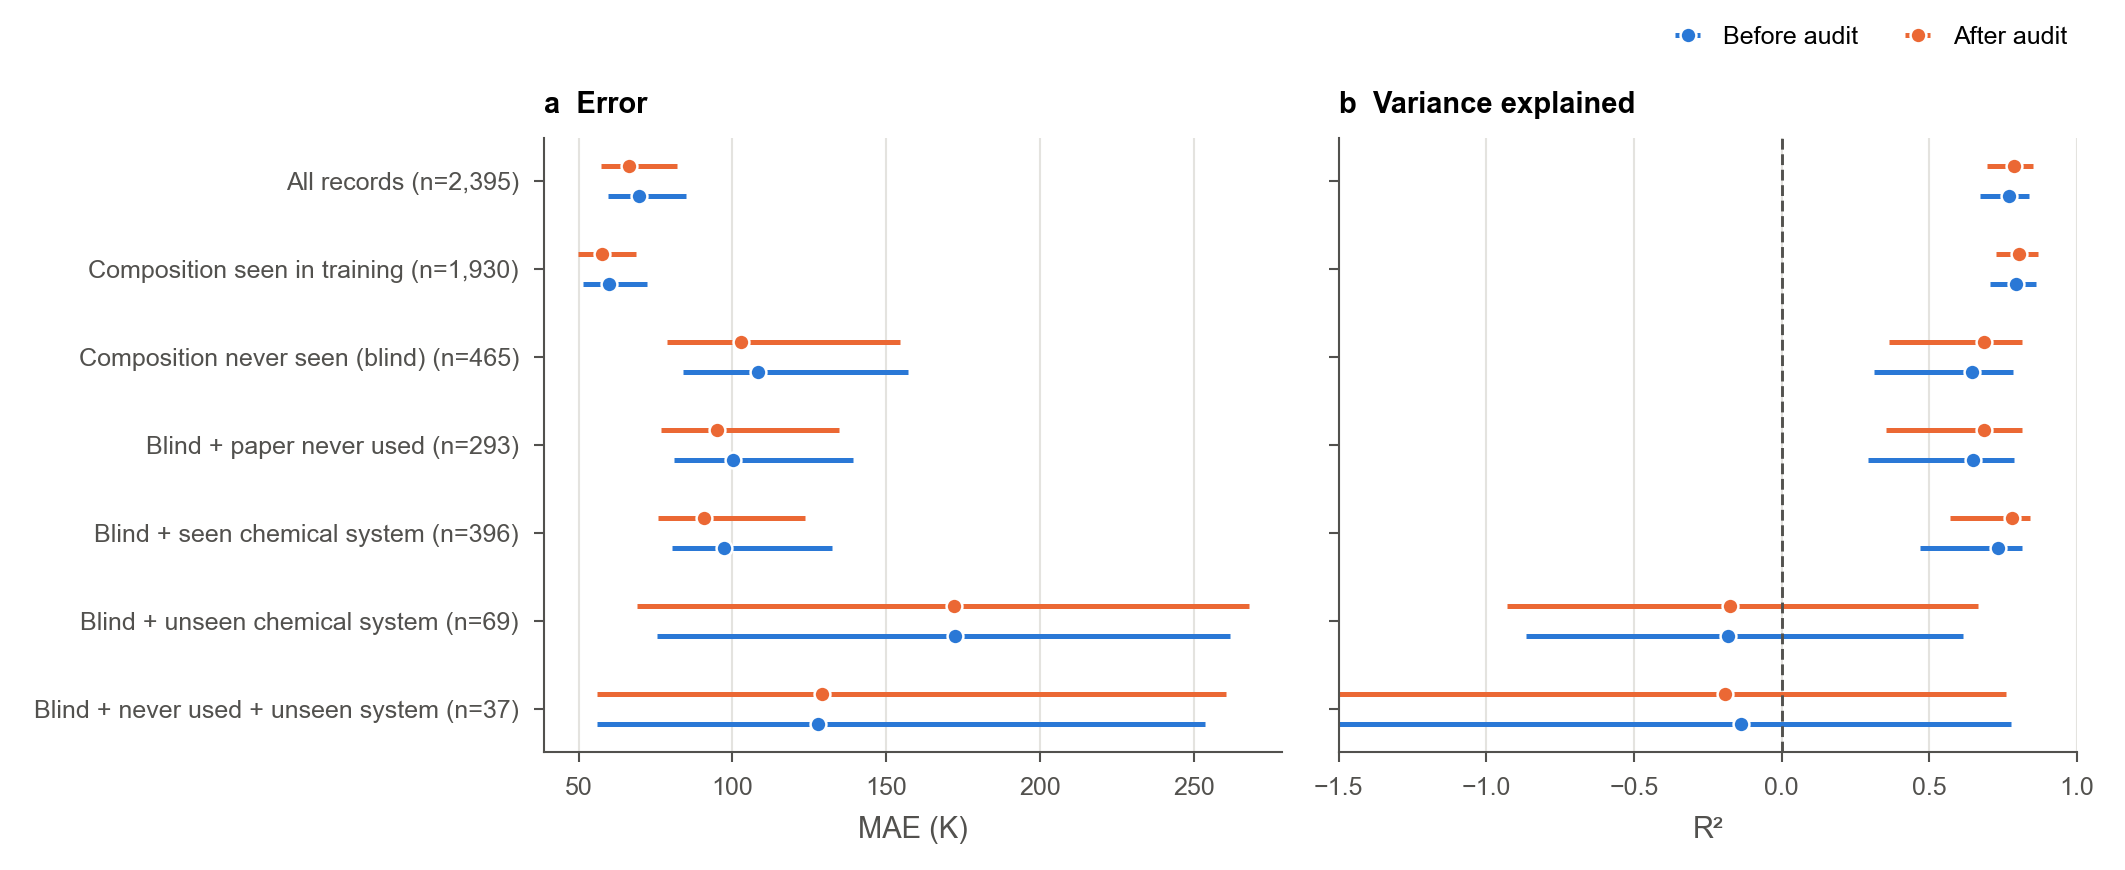 Before audit
After audit
a Error
b Variance explained
All records (n=2,395)
Composition seen in training (n=1,930)
Composition never seen (blind) (n=465)
Blind + paper never used (n=293)
Blind + seen chemical system (n=396)
Blind + unseen chemical system (n=69)
Blind + never used + unseen system (n=37)
50 100 150 200 250
MAE (K)
−1.5 −1.0 −0.5 0.0 0.5 1.0
R²